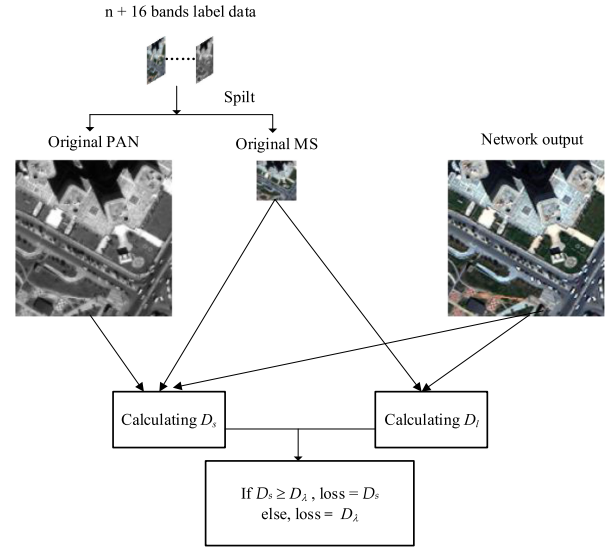 n + 16 bands label data
Spilt
Original PAN
Original MS
Network output
Calculating Ds
Calculating Dl
If Ds ≥ Dλ , loss = Ds
else, loss = Dλ